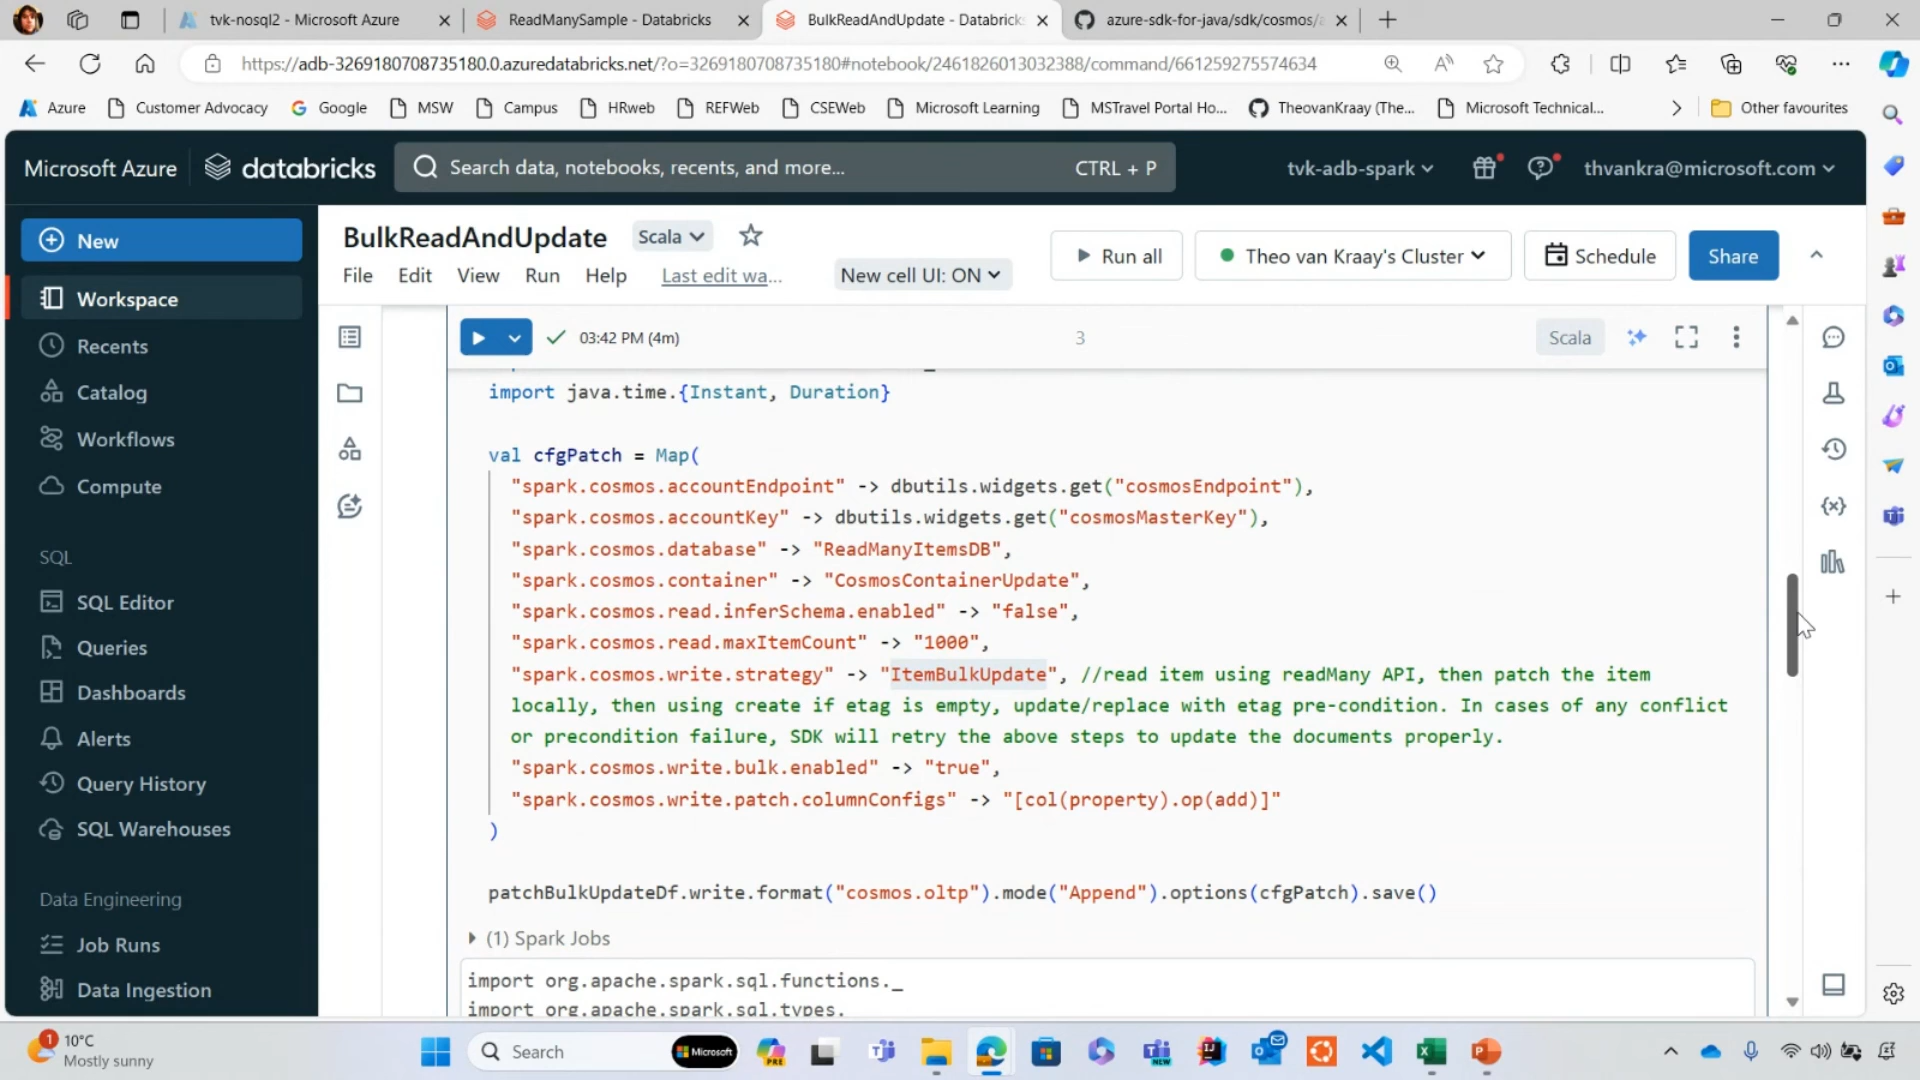 tvk-nosql2 - Microsoft Azure
ReadManySample - Databricks
BulkReadAndUpdate - Databricks
azure-sdk-for-java/sdk/cosmos/a
https://adb-3269180708735180.0.azuredatabricks.net/?o=3269180708735180#notebook/2461826013032388/command/661259275574634
Azure
Customer Advocacy
Google
MSW
Campus
HRweb
REFWeb
CSEWeb
Microsoft Learning
MSTravel Portal Ho...
TheovanKraay (The...
Microsoft Technical...
Other favourites
Microsoft Azure
databricks
Search data, notebooks, recents, and more...
CTRL + P
tvk-adb-spark
thvankra@microsoft.com
New
Workspace
Recents
Catalog
Workflows
Compute
SQL
SQL Editor
Queries
Dashboards
Alerts
Query History
SQL Warehouses
Data Engineering
Job Runs
Data Ingestion
BulkReadAndUpdate
Scala
File
Edit
View
Run
Help
Last edit wa...
New cell UI: ON
Run all
Theo van Kraay's Cluster
Schedule
Share
03:42 PM (4m)
3
Scala
import java.time.{Instant, Duration}
val cfgPatch = Map(
"spark.cosmos.accountEndpoint" -> dbutils.widgets.get("cosmosEndpoint"),
"spark.cosmos.accountKey" -> dbutils.widgets.get("cosmosMasterKey"),
"spark.cosmos.database" -> "ReadManyItemsDB",
"spark.cosmos.container" -> "CosmosContainerUpdate",
"spark.cosmos.read.inferSchema.enabled" -> "false",
"spark.cosmos.read.maxItemCount" -> "1000",
"spark.cosmos.write.strategy" -> "ItemBulkUpdate", //read item using readMany API, then patch the item
locally, then using create if etag is empty, update/replace with etag pre-condition. In cases of any conflict
or precondition failure, SDK will retry the above steps to update the documents properly.
"spark.cosmos.write.bulk.enabled" -> "true",
"spark.cosmos.write.patch.columnConfigs" -> "[col(property).op(add)]"
)
patchBulkUpdateDf.write.format("cosmos.oltp").mode("Append").options(cfgPatch).save()
(1) Spark Jobs
import org.apache.spark.sql.functions._
import org.apache.spark.sql.types.
1
10°C
Mostly sunny
Search
Microsoft
PRE
NEW